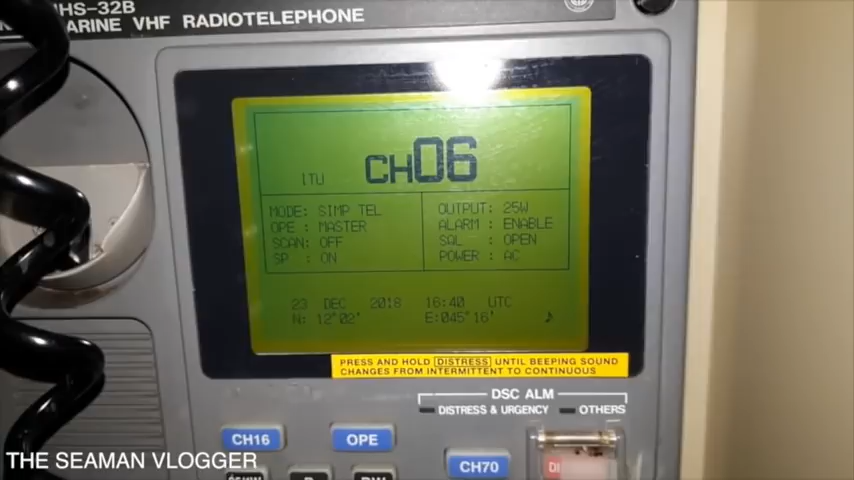 JHS-32B
MARINE VHF RADIOTELEPHONE
ITU CH06
MODE: SIMP TEL
OPE : MASTER
SCAN: OFF
SP : ON
OUTPUT: 25W
ALARM : ENABLE
SQL : OPEN
POWER : AC
23 DEC 2018 16:40 UTC
N: 12°02' E:045°16'
PRESS AND HOLD DISTRESS UNTIL BEEPING SOUND
CHANGES FROM INTERMITTENT TO CONTINUOUS
DSC ALM
DISTRESS & URGENCY OTHERS
CH16 OPE
CH70
THE SEAMAN VLOGGER